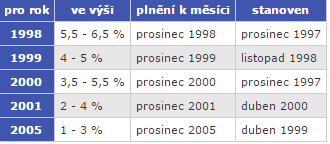 pro rok ve výši plnění k měsíci stanoven
1998 5,5 - 6,5 % prosinec 1998 prosinec 1997
1999 4 - 5 % prosinec 1999 listopad 1998
2000 3,5 - 5,5 % prosinec 2000 prosinec 1997
2001 2 - 4 % prosinec 2001 duben 2000
2005 1 - 3 % prosinec 2005 duben 1999